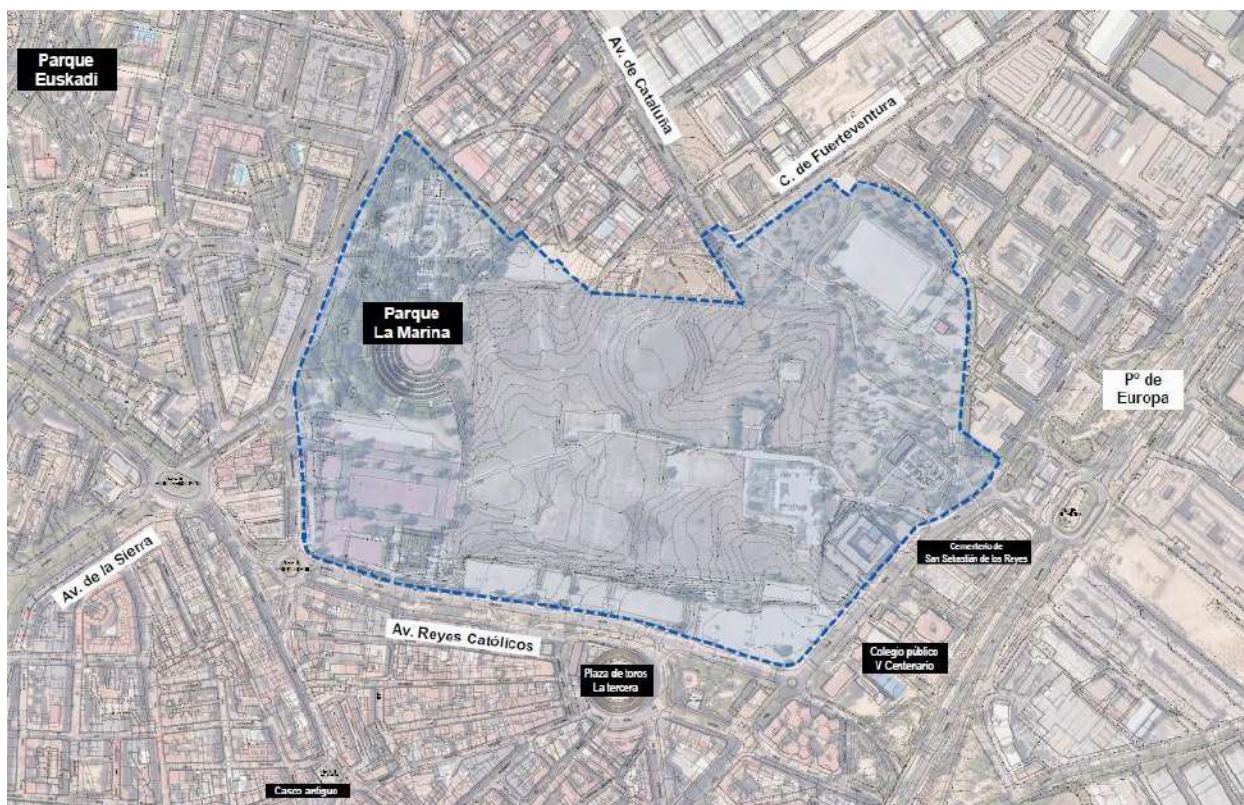 Parque
Euskadi
Av. de Cataluña
C. de Fuerteventura
Parque
La Marina
Pº de
Europa
Cementerio de
San Sebastián de los Reyes
Av. de la Sierra
Av. Reyes Católicos
Colegio público
V Centenario
Plaza de toros
La tercera
Casco antiguo